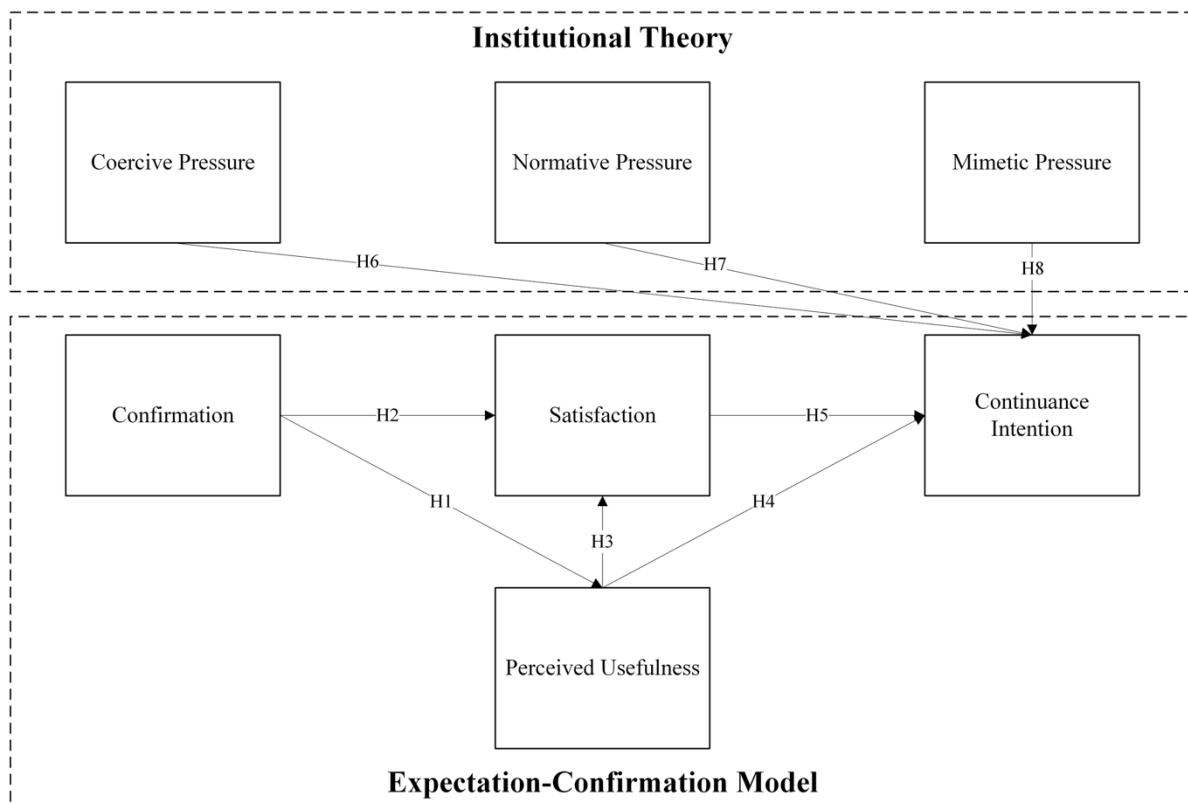 Institutional Theory
Coercive Pressure
Normative Pressure
Mimetic Pressure
H6
H7
H8
Confirmation
H2
Satisfaction
H5
Continuance
Intention
H1
H4
H3
Perceived Usefulness
Expectation-Confirmation Model